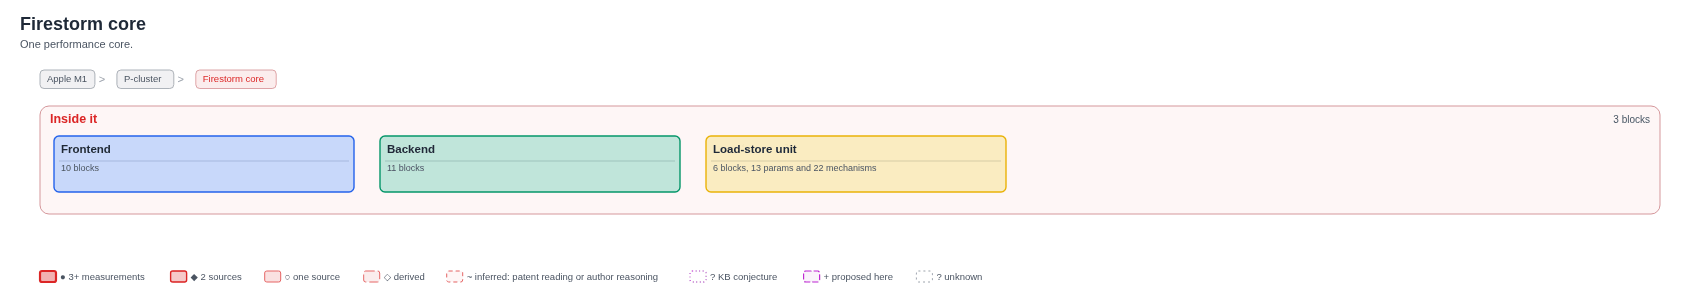 Firestorm core
One performance core.
Apple M1 > P-cluster > Firestorm core
Inside it
3 blocks
Frontend
10 blocks
Backend
11 blocks
Load-store unit
6 blocks, 13 params and 22 mechanisms
● 3+ measurements ◆ 2 sources ○ one source ◇ derived ~ inferred: patent reading or author reasoning ? KB conjecture + proposed here ? unknown